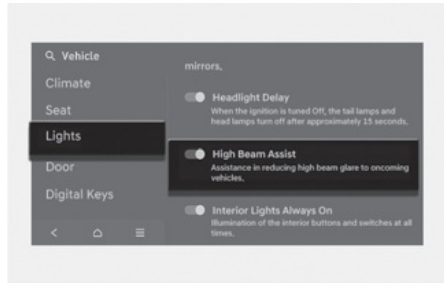 Vehicle
Climate
Seat
Lights
Door
Digital Keys
mirrors,
Headlight Delay
When the ignition is tuned Off, the tail lamps and
head lamps turn off after approximately 15 seconds,
High Beam Assist
Assistance in reducing high beam glare to oncoming
vehicles,
Interior Lights Always On
Illumination of the interior buttons and switches at all
times,